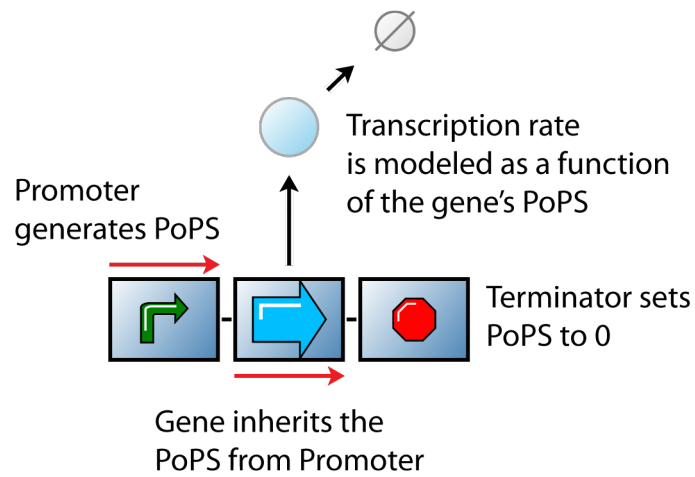 Transcription rate
is modeled as a function
of the gene's PoPS
Promoter
generates PoPS
Terminator sets
PoPS to 0
Gene inherits the
PoPS from Promoter